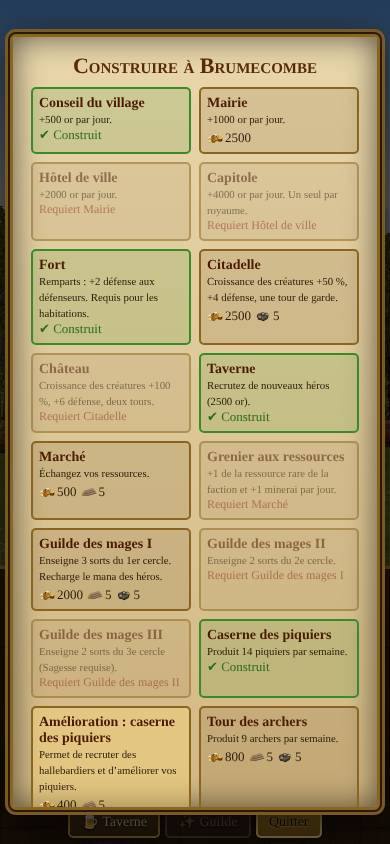 Construire à Brumecombe
Conseil du village
+500 or par jour.
✔ Construit
Mairie
+1000 or par jour.
2500
Hôtel de ville
+2000 or par jour.
Requiert Mairie
Capitole
+4000 or par jour. Un seul par
royaume.
Requiert Hôtel de ville
Fort
Remparts : +2 défense aux
défenseurs. Requis pour les
habitations.
✔ Construit
Citadelle
Croissance des créatures +50 %,
+4 défense, une tour de garde.
2500 5
Château
Croissance des créatures +100
%, +6 défense, deux tours.
Requiert Citadelle
Taverne
Recrutez de nouveaux héros
(2500 or).
✔ Construit
Marché
Échangez vos ressources.
500 5
Grenier aux ressources
+1 de la ressource rare de la
faction et +1 minerai par jour.
Requiert Marché
Guilde des mages I
Enseigne 3 sorts du 1er cercle.
Recharge le mana des héros.
2000 5 5
Guilde des mages II
Enseigne 2 sorts du 2e cercle.
Requiert Guilde des mages I
Guilde des mages III
Enseigne 2 sorts du 3e cercle
(Sagesse requise).
Requiert Guilde des mages II
Caserne des piquiers
Produit 14 piquiers par semaine.
✔ Construit
Amélioration : caserne
des piquiers
Permet de recruter des
hallebardiers et d’améliorer vos
piquiers.
400 5
Tour des archers
Produit 9 archers par semaine.
800 5 5
Taverne
Guilde
Quitter